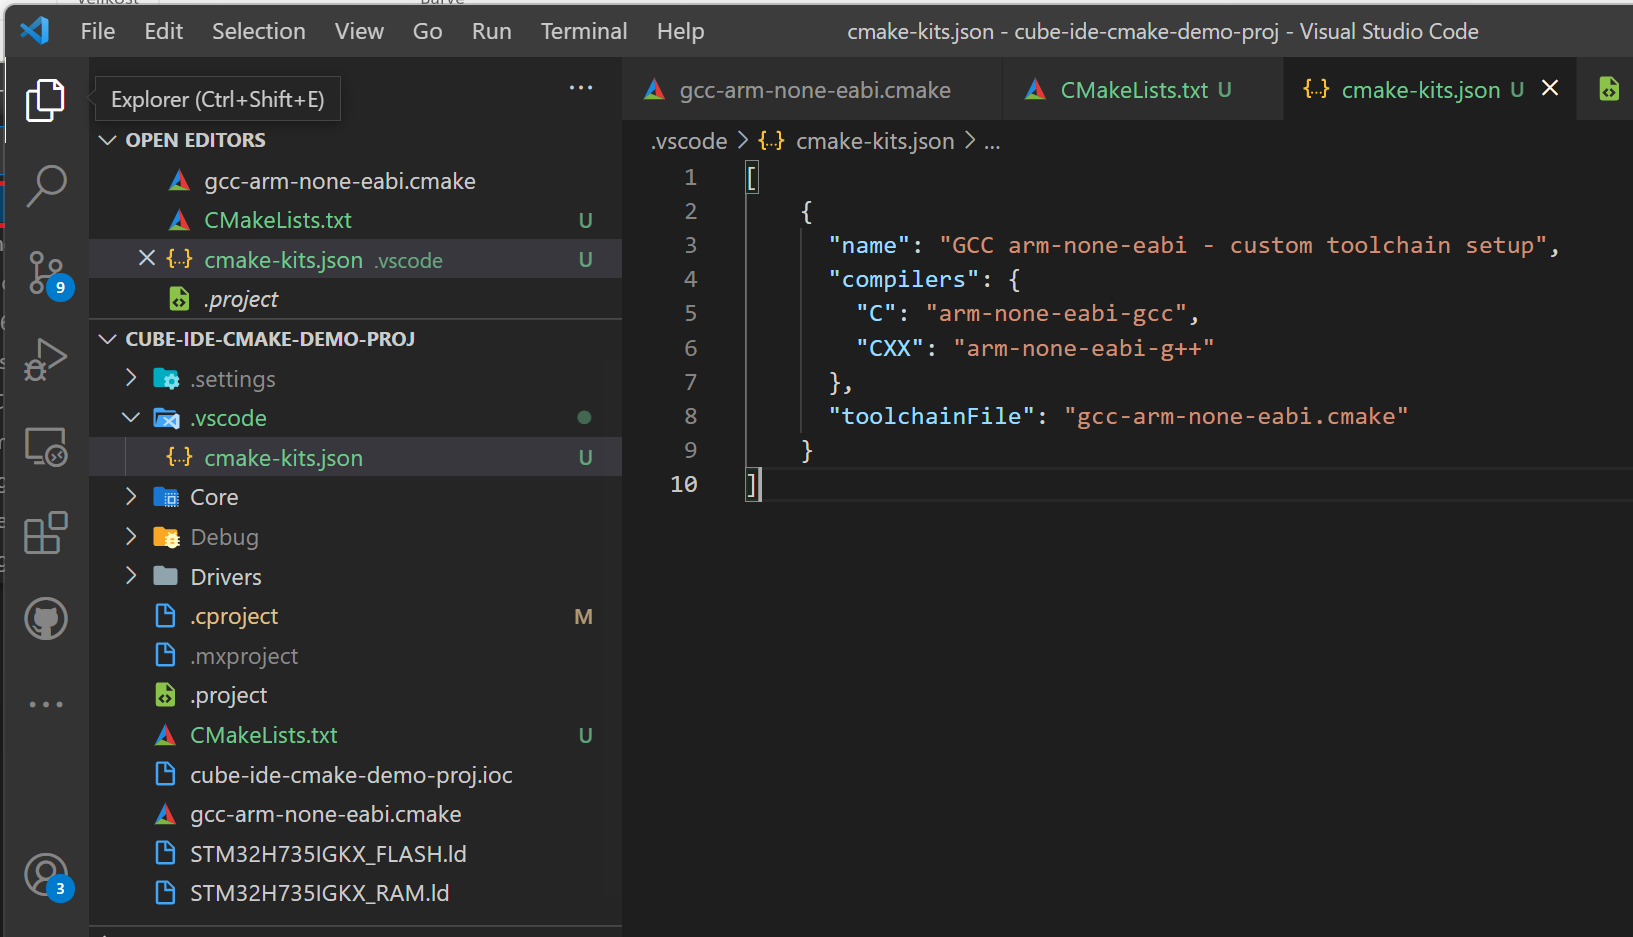 File Edit Selection View Go Run Terminal Help cmake-kits.json - cube-ide-cmake-demo-proj - Visual Studio Code
Explorer (Ctrl+Shift+E)
OPEN EDITORS
gcc-arm-none-eabi.cmake
CMakeLists.txt U
cmake-kits.json .vscode U
.project
CUBE-IDE-CMAKE-DEMO-PROJ
.settings
.vscode
cmake-kits.json U
Core
Debug
Drivers
.cproject M
.mxproject
.project
CMakeLists.txt U
cube-ide-cmake-demo-proj.ioc
gcc-arm-none-eabi.cmake
STM32H735IGKX_FLASH.ld
STM32H735IGKX_RAM.ld
9
3
gcc-arm-none-eabi.cmake CMakeLists.txt U {..} cmake-kits.json U
.vscode > {..} cmake-kits.json > ...
1 [
2 {
3 "name": "GCC arm-none-eabi - custom toolchain setup",
4 "compilers": {
5 "C": "arm-none-eabi-gcc",
6 "CXX": "arm-none-eabi-g++"
7 },
8 "toolchainFile": "gcc-arm-none-eabi.cmake"
9 }
10 ]